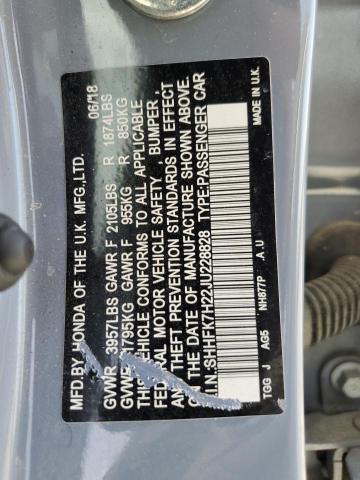 MFD.BY HONDA OF THE U.K. MFG.,LTD. 06/18
GVWR 3957LBS GAWR F 2105LBS R 1874LBS
GVWR 1795KG GAWR F 955KG R 850KG
THIS VEHICLE CONFORMS TO ALL APPLICABLE
FEDERAL MOTOR VEHICLE SAFETY, BUMPER
AND THEFT PREVENTION STANDARDS IN EFFECT
ON THE DATE OF MANUFACTURE SHOWN ABOVE.
V.I.N.:SHHFK7H22JU228828 TYPE:PASSENGER CAR
TGG J AG5 NH877P A U MADE IN U.K.